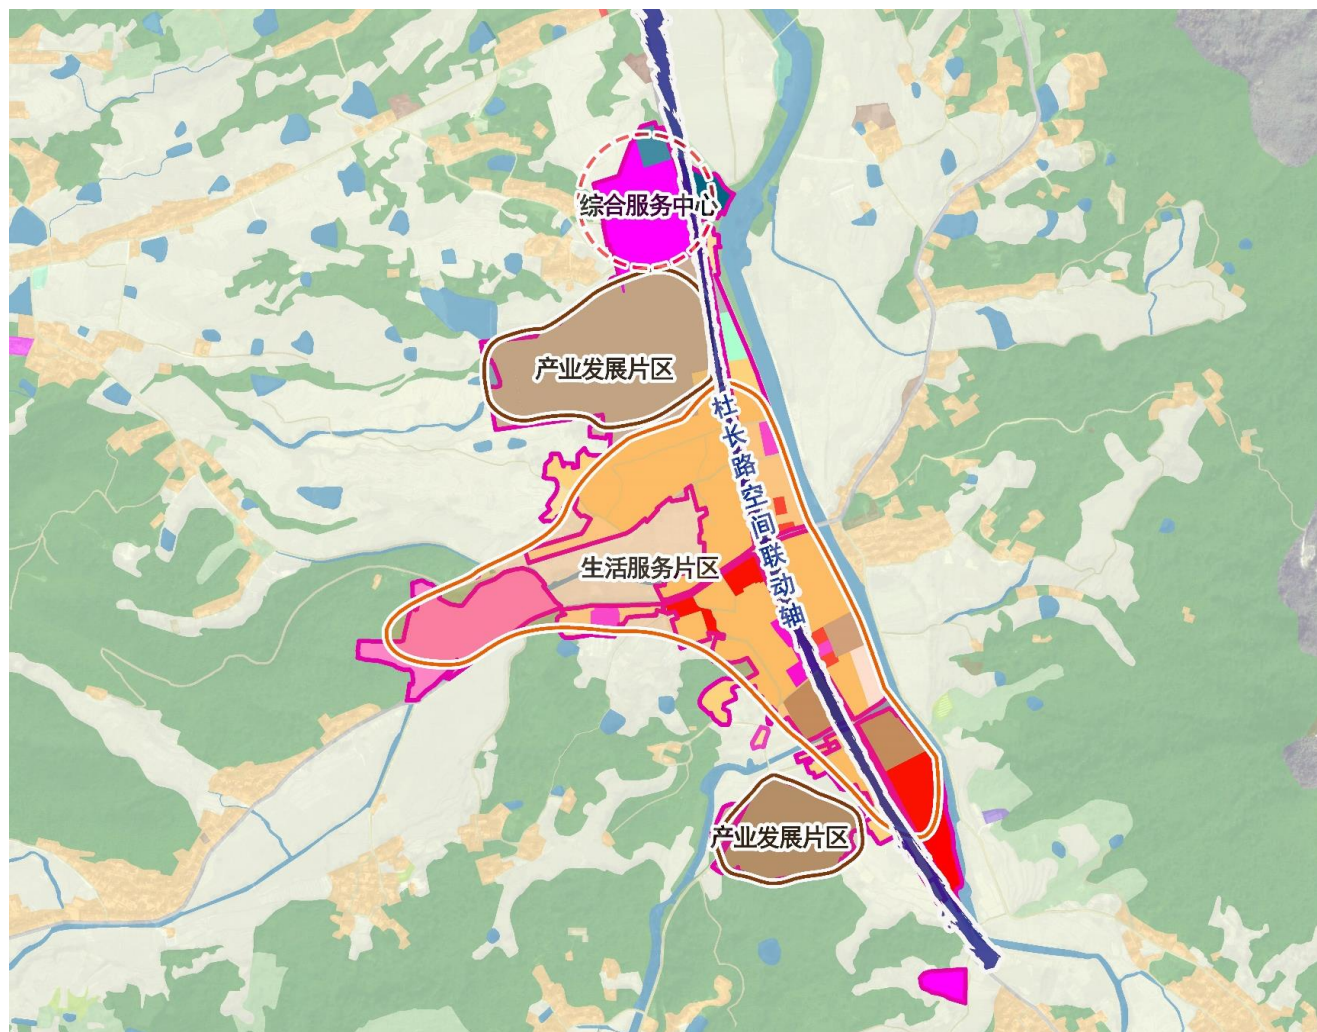 综合服务中心
产业发展片区
杜长路空间联动轴
生活服务片区
产业发展片区